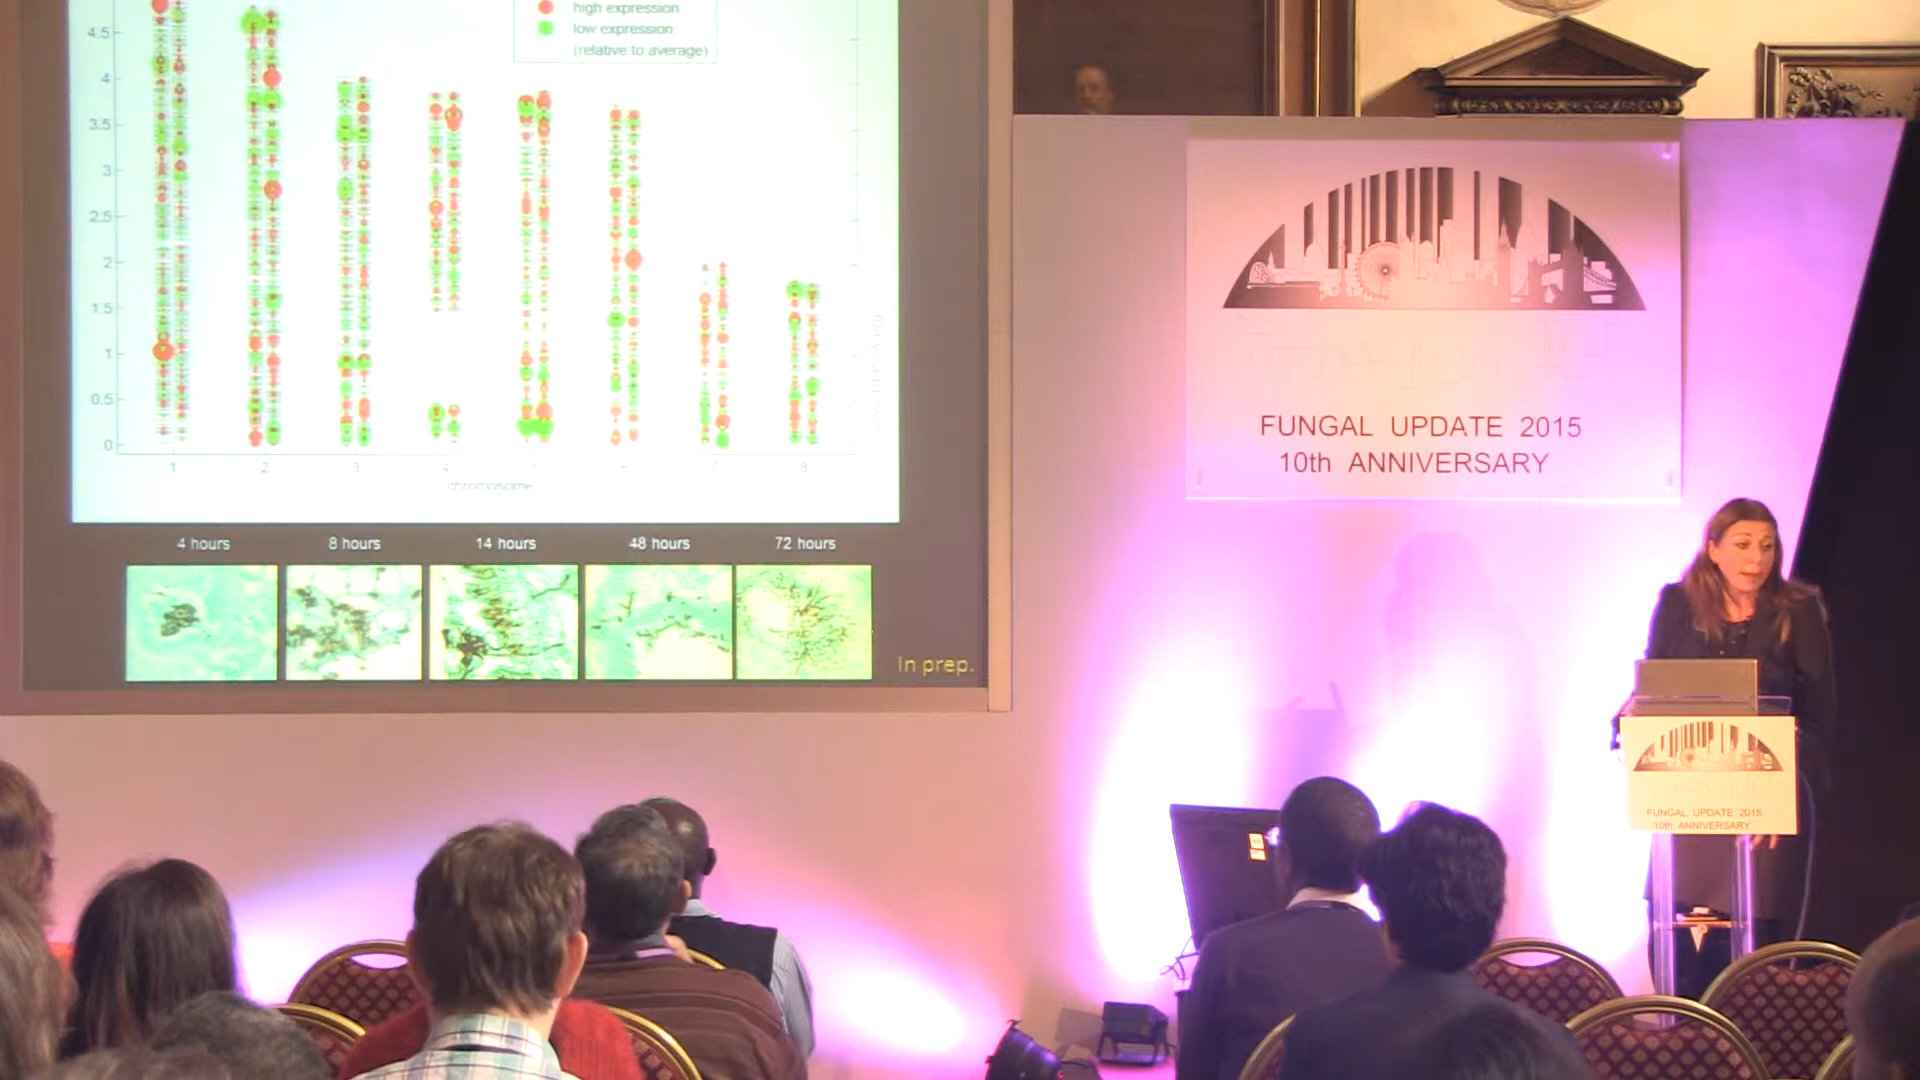 high expression
low expression
(relative to average)
4.5
4
3.5
3
2.5
2
1.5
1
0.5
0
1 2 3 4 6 7 8
chromosome
4 hours 8 hours 14 hours 48 hours 72 hours
In prep.
FUNGAL UPDATE 2015
10th ANNIVERSARY
FUNGAL UPDATE 2015
10th ANNIVERSARY